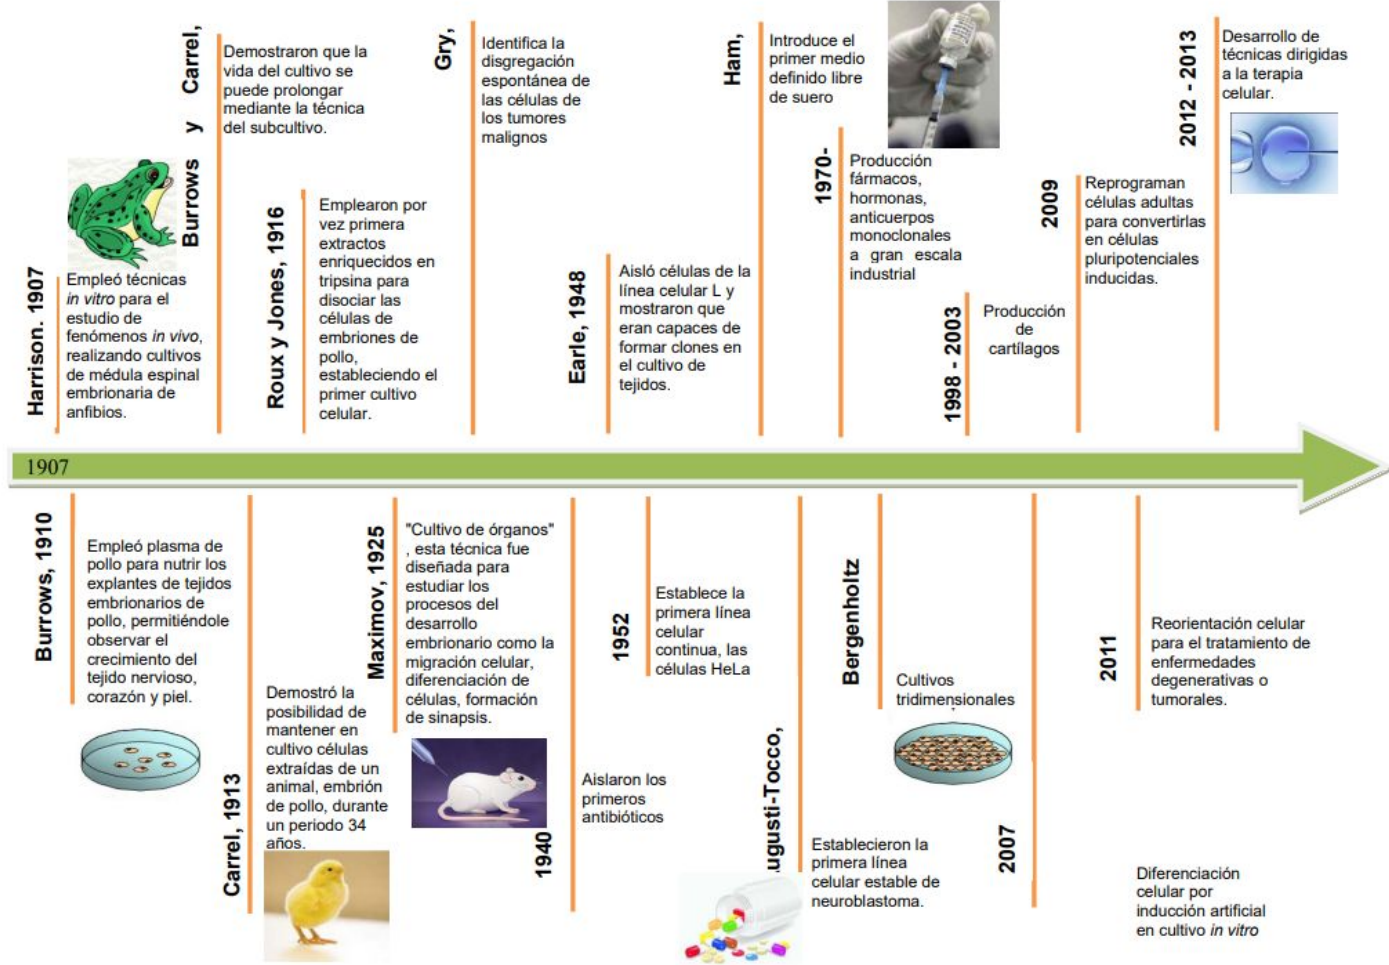 Harrison. 1907
Empleó técnicas
in vitro para el
estudio de
fenómenos in vivo,
realizando cultivos
de médula espinal
embrionaria de
anfibios.
Burrows y Carrel,
Demostraron que la
vida del cultivo se
puede prolongar
mediante la técnica
del subcultivo.
Roux y Jones, 1916
Emplearon por
vez primera
extractos
enriquecidos en
tripsina para
disociar las
células de
embriones de
pollo,
estableciendo el
primer cultivo
celular.
Gry,
Identifica la
disgregación
espontánea de
las células de
los tumores
malignos
Earle, 1948
Aisló células de la
línea celular L y
mostraron que
eran capaces de
formar clones en
el cultivo de
tejidos.
Ham,
Introduce el
primer medio
definido libre
de suero
1970-
Producción
fármacos,
hormonas,
anticuerpos
monoclonales
a gran escala
industrial
1998 - 2003
Producción
de
cartílagos
2009
Reprograman
células adultas
para convertirlas
en células
pluripotenciales
inducidas.
2012 - 2013
Desarrollo de
técnicas dirigidas
a la terapia
celular.
1907
Burrows, 1910
Empleó plasma de
pollo para nutrir los
explantes de tejidos
embrionarios de
pollo, permitiéndole
observar el
crecimiento del
tejido nervioso,
corazón y piel.
Carrel, 1913
Demostró la
posibilidad de
mantener en
cultivo células
extraídas de un
animal, embrión
de pollo, durante
un periodo 34
años.
Maximov, 1925
"Cultivo de órganos"
, esta técnica fue
diseñada para
estudiar los
procesos del
desarrollo
embrionario como la
migración celular,
diferenciación de
células, formación
de sinapsis.
1940
Aislaron los
primeros
antibióticos
1952
Establece la
primera línea
celular
continua, las
células HeLa
ugusti-Tocco,
Establecieron la
primera línea
celular estable de
neuroblastoma.
Bergenholtz
Cultivos
tridimensionales
2007
Diferenciación
celular por
inducción artificial
en cultivo in vitro
2011
Reorientación celular
para el tratamiento de
enfermedades
degenerativas o
tumorales.